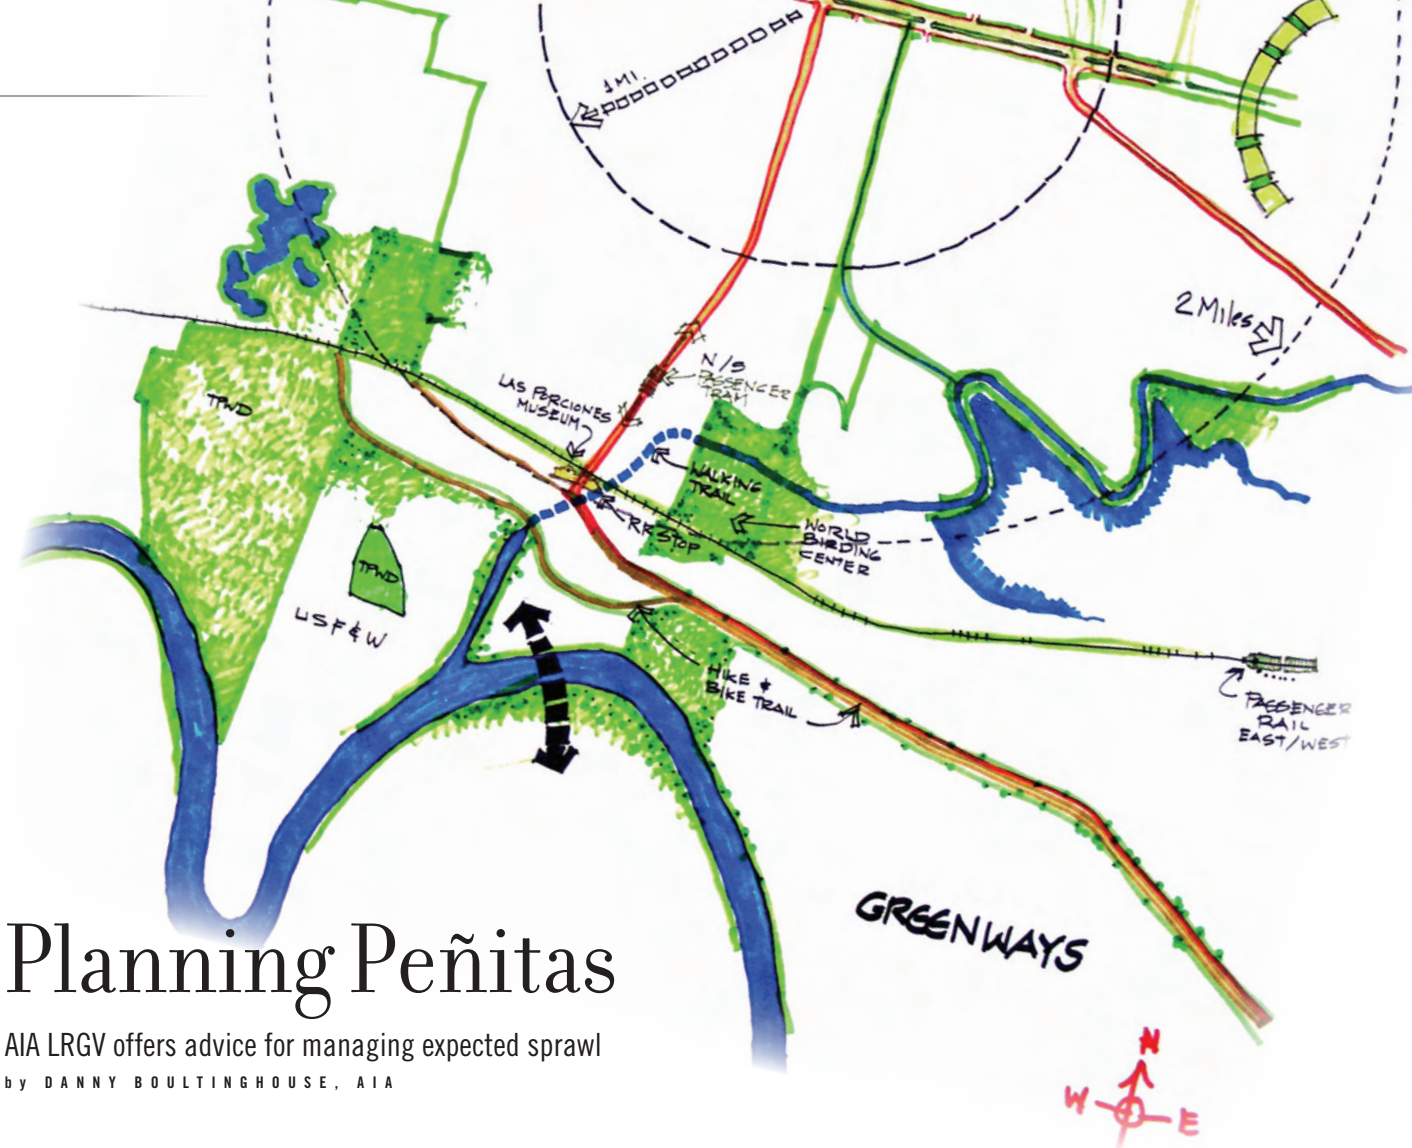 1 MI.
2 Miles
N/S
PASSENGER
TRAM
LAS PORCIONES
MUSEUM
TPWD
WALKING
TRAIL
RR STOP
WORLD
BIRDING
CENTER
TPWD
USF&W
HIKE &
BIKE TRAIL
PASSENGER
RAIL
EAST/WEST
GREENWAYS
Planning Peñitas
AIA LRGV offers advice for managing expected sprawl
by DANNY BOULTINGHOUSE, AIA
N
W E